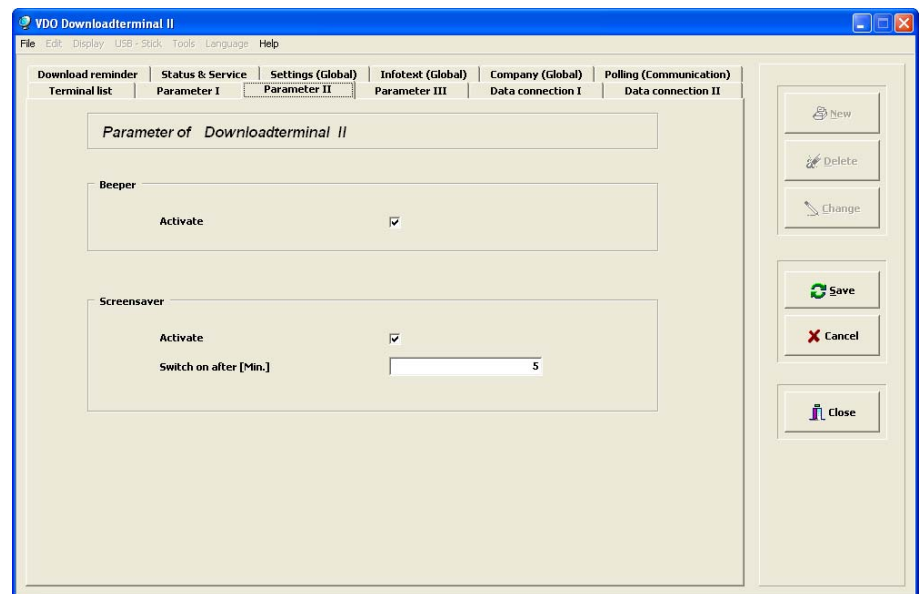 VDO Downloadterminal II
File Edit Display USB - Stick Tools Language Help
Download reminder Status & Service Settings (Global) Infotext (Global) Company (Global) Polling (Communication)
Terminal list Parameter I Parameter II Parameter III Data connection I Data connection II
Parameter of Downloadterminal II
Beeper
Activate
Screensaver
Activate
Switch on after [Min.] 5
New
Delete
Change
Save
Cancel
Close